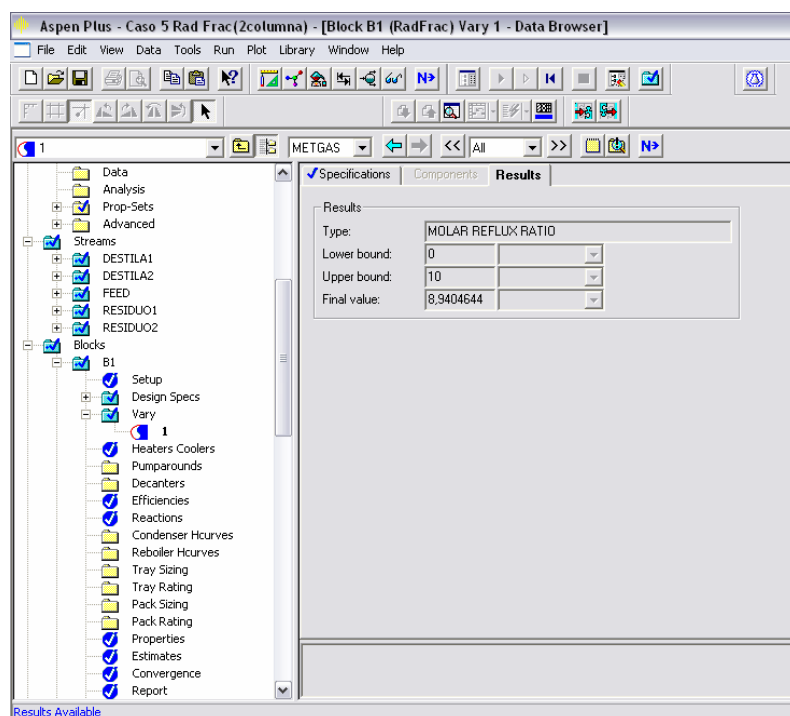 Aspen Plus - Caso 5 Rad Frac(2columna) - [Block B1 (RadFrac) Vary 1 - Data Browser]
File Edit View Data Tools Run Plot Library Window Help
N>
1 METGAS << All >> N>
Data
Analysis
Prop-Sets
Advanced
Streams
DESTILA1
DESTILA2
FEED
RESIDUO1
RESIDUO2
Blocks
B1
Setup
Design Specs
Vary
1
Heaters Coolers
Pumparounds
Decanters
Efficiencies
Reactions
Condenser Hcurves
Reboiler Hcurves
Tray Sizing
Tray Rating
Pack Sizing
Pack Rating
Properties
Estimates
Convergence
Report
Specifications Components Results
Results
Type: MOLAR REFLUX RATIO
Lower bound: 0
Upper bound: 10
Final value: 8,9404644
Results Available